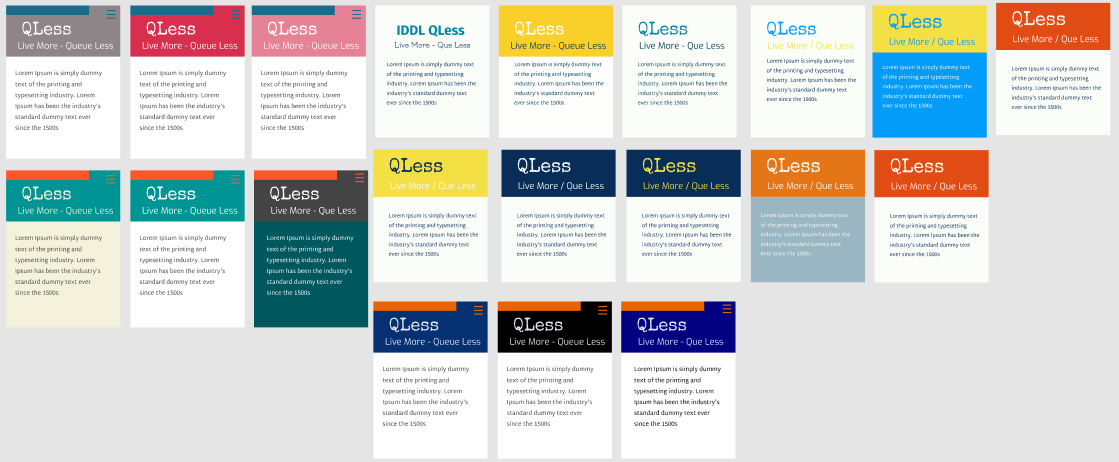 QLess
Live More - Queue Less
Lorem Ipsum is simply dummy
text of the printing and
typesetting industry. Lorem
Ipsum has been the industry's
standard dummy text ever
since the 1500s
QLess
Live More - Queue Less
Lorem Ipsum is simply dummy
text of the printing and
typesetting industry. Lorem
Ipsum has been the industry's
standard dummy text ever
since the 1500s
QLess
Live More - Queue Less
Lorem Ipsum is simply dummy
text of the printing and
typesetting industry. Lorem
Ipsum has been the industry's
standard dummy text ever
since the 1500s
IDDL QLess
Live More - Que Less
Lorem Ipsum is simply dummy text
of the printing and typesetting
industry. Lorem Ipsum has been the
industry's standard dummy text
ever since the 1500s
QLess
Live More - Queue Less
Lorem Ipsum is simply dummy text
of the printing and typesetting
industry. Lorem Ipsum has been the
industry's standard dummy text
ever since the 1500s
QLess
Live More - Que Less
Lorem Ipsum is simply dummy text
of the printing and typesetting
industry. Lorem Ipsum has been the
industry's standard dummy text
ever since the 1500s
QLess
Live More / Que Less
Lorem Ipsum is simply dummy text
of the printing and typesetting
industry. Lorem Ipsum has been the
industry's standard dummy text
ever since the 1500s
QLess
Live More / Que Less
Lorem Ipsum is simply dummy text
of the printing and typesetting
industry. Lorem Ipsum has been the
industry's standard dummy text
ever since the 1500s
QLess
Live More / Que Less
Lorem Ipsum is simply dummy text
of the printing and typesetting
industry. Lorem Ipsum has been the
industry's standard dummy text
ever since the 1500s
QLess
Live More - Que Less
Lorem Ipsum is simply dummy
text of the printing and
typesetting industry. Lorem
Ipsum has been the industry's
standard dummy text ever
since the 1500s
QLess
Live More - Queue Less
Lorem Ipsum is simply dummy
text of the printing and
typesetting industry. Lorem
Ipsum has been the industry's
standard dummy text ever
since the 1500s
QLess
Live More - Que Less
Lorem Ipsum is simply dummy
text of the printing and
typesetting industry. Lorem
Ipsum has been the industry's
standard dummy text ever
since the 1500s
QLess
Live More / Que Less
Lorem Ipsum is simply dummy text
of the printing and typesetting
industry. Lorem Ipsum has been the
industry's standard dummy text
ever since the 1500s
QLess
Live More / Que Less
Lorem Ipsum is simply dummy text
of the printing and typesetting
industry. Lorem Ipsum has been the
industry's standard dummy text
ever since the 1500s
QLess
Live More / Que Less
Lorem Ipsum is simply dummy text
of the printing and typesetting
industry. Lorem Ipsum has been the
industry's standard dummy text
ever since the 1500s
QLess
Live More / Que Less
Lorem Ipsum is simply dummy text
of the printing and typesetting
industry. Lorem Ipsum has been the
industry's standard dummy text
ever since the 1500s
QLess
Live More / Que Less
Lorem Ipsum is simply dummy text
of the printing and typesetting
industry. Lorem Ipsum has been the
industry's standard dummy text
ever since the 1500s
QLess
Live More - Queue Less
Lorem Ipsum is simply dummy
text of the printing and
typesetting industry. Lorem
Ipsum has been the industry's
standard dummy text ever
since the 1500s
QLess
Live More - Queue Less
Lorem Ipsum is simply dummy
text of the printing and
typesetting industry. Lorem
Ipsum has been the industry's
standard dummy text ever
since the 1500s
QLess
Live More - Queue Less
Lorem Ipsum is simply dummy
text of the printing and
typesetting industry. Lorem
Ipsum has been the industry's
standard dummy text ever
since the 1500s